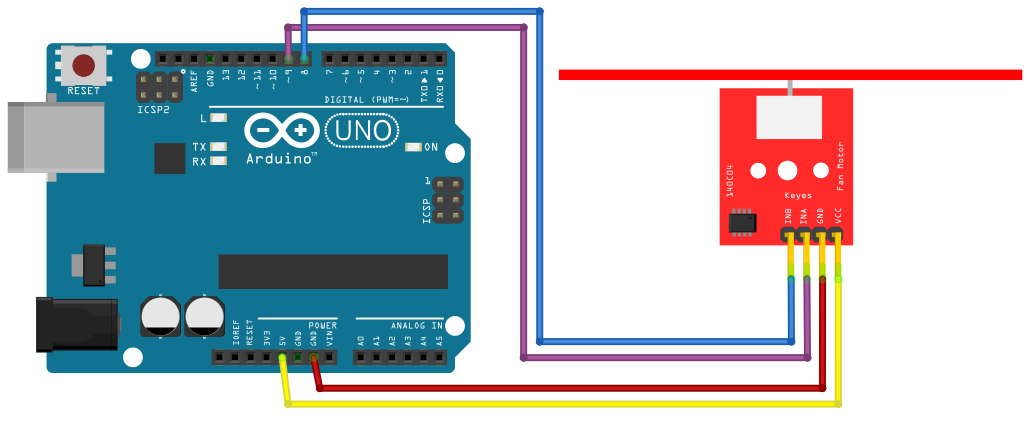 RESET
ICSP2
AREF
GND
13
12
~11
~10
~9
8
7
~6
~5
4
~3
2
TXO▶1
RXO◀0
DIGITAL (PWM=~)
L
TX
RX
Arduino™
UNO
ON
1
ICSP
IOREF
RESET
3V3
5V
GND
GND
VIN
POWER
A0
A1
A2
A3
A4
A5
ANALOG IN
140C04
Fan Motor
Keyes
INB
INA
GND
VCC